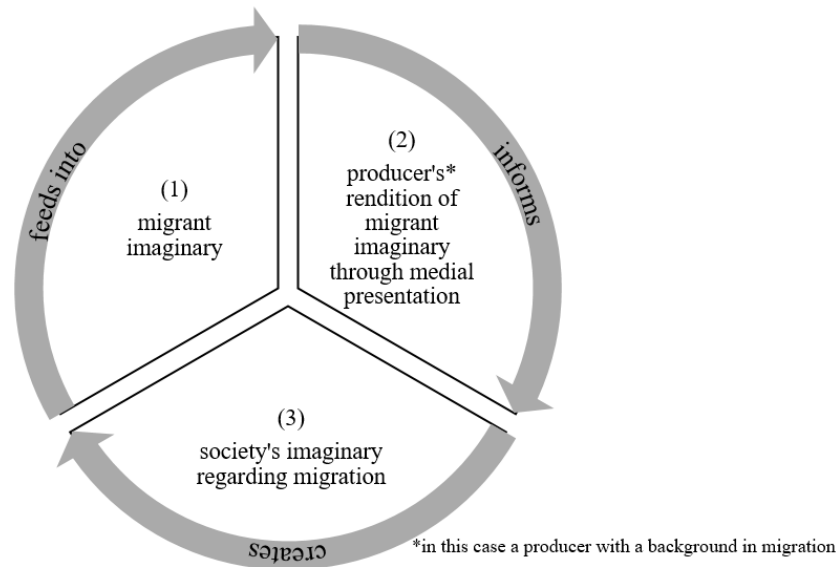 (1)
migrant
imaginary
feeds into
(2)
producer's*
rendition of
migrant
imaginary
through medial
presentation
informs
(3)
society's imaginary
regarding migration
creates
*in this case a producer with a background in migration